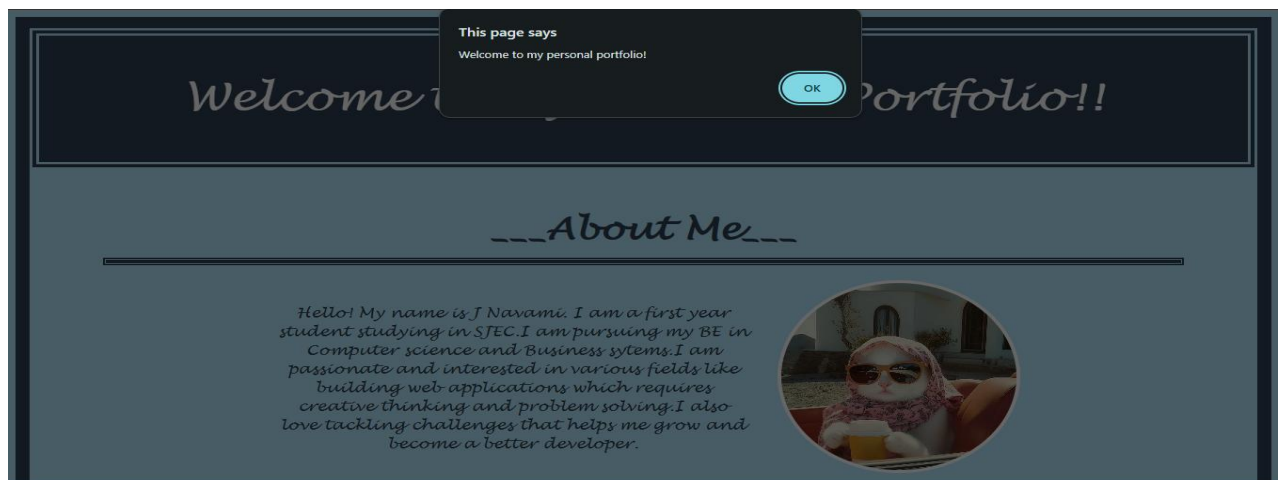 This page says
Welcome to my personal portfolio!
OK
Welcome Portfolio!!
___About Me___
Hello! My name is J Navami. I am a first year
student studying in SJEC.I am pursuing my BE in
Computer science and Business sytems.I am
passionate and interested in various fields like
building web applications which requires
creative thinking and problem solving.I also
love tackling challenges that helps me grow and
become a better developer.